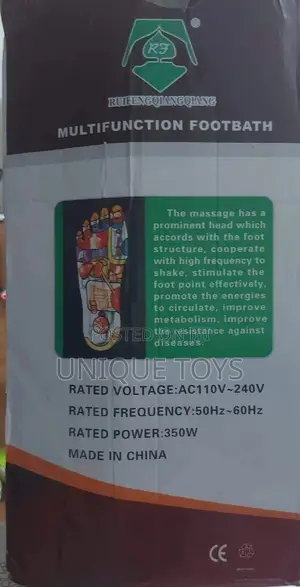 RF
RUIFENGQIANGQIANG
MULTIFUNCTION FOOTBATH
The massage has a
prominent head which
accords with the foot
structure, cooperate
with high frequency to
shake, stimulate the
foot point effectively,
promote the energies
to circulate, improve
metabolism, improve
the resistance against
diseases.
UNIQUE TOYS
RATED VOLTAGE:AC110V~240V
RATED FREQUENCY:50Hz~60Hz
RATED POWER:350W
MADE IN CHINA
CE